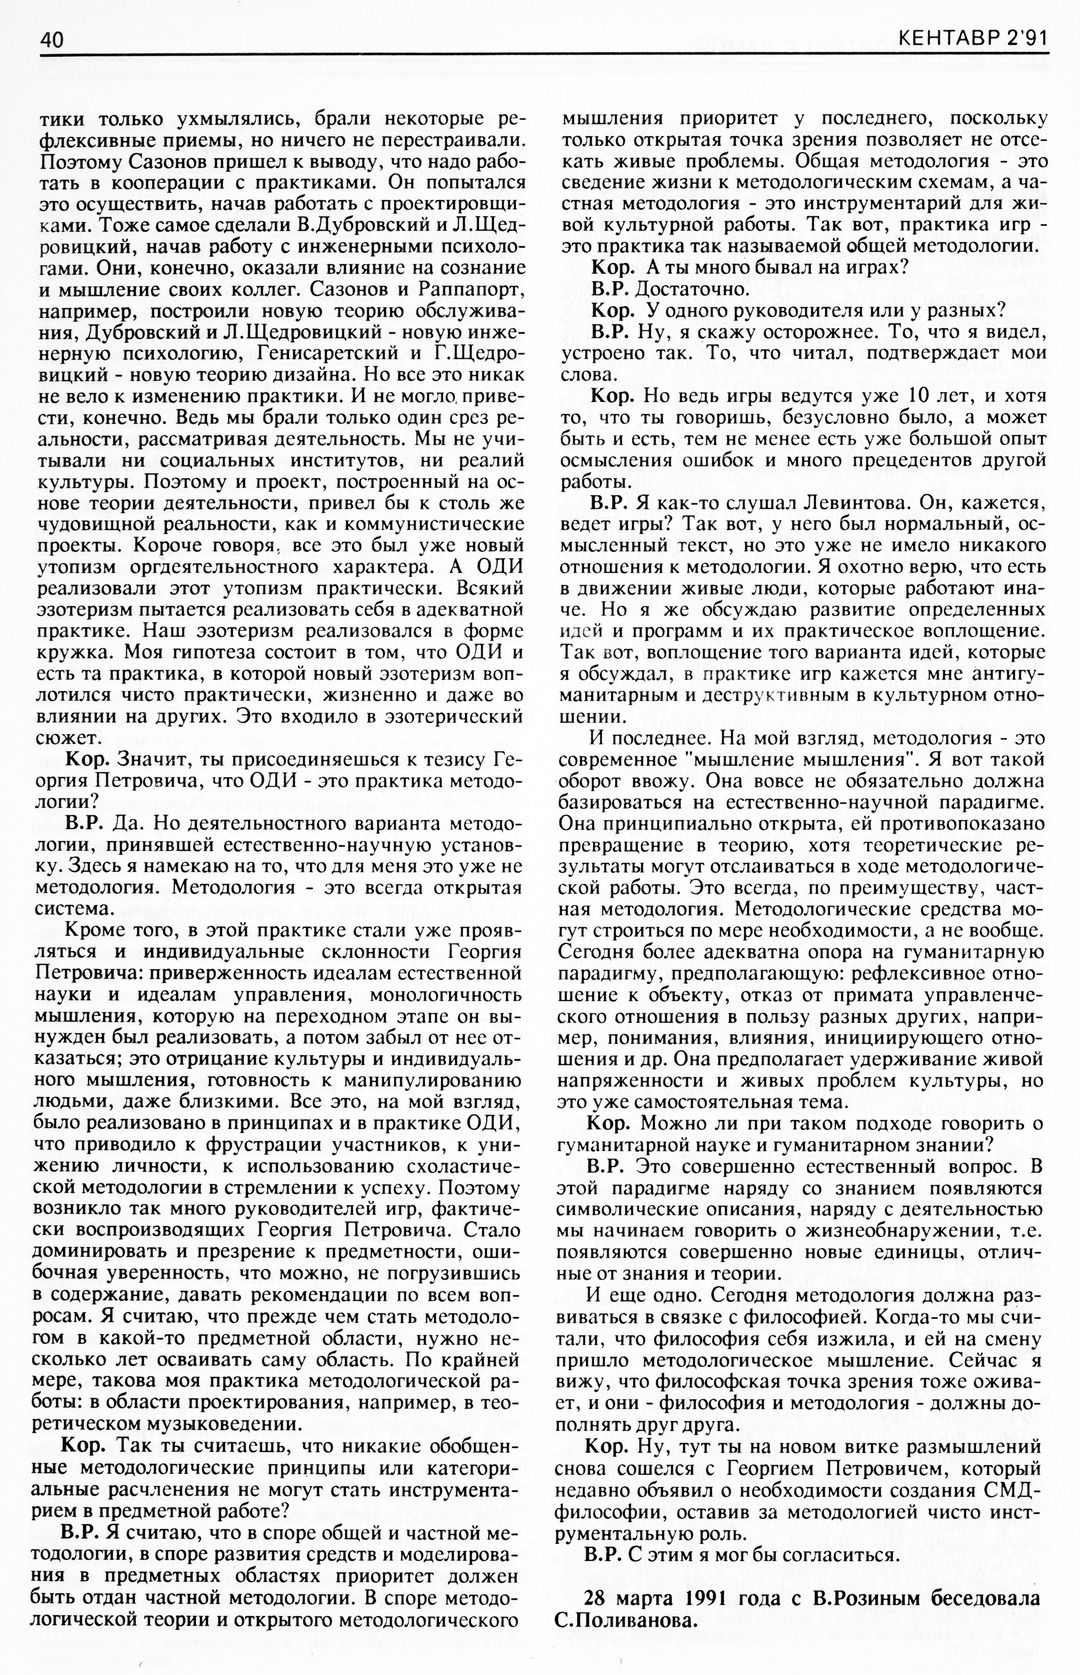 40
КЕНТАВР 2'91
тики только ухмылялись, брали некоторые ре-
флексивные приемы, но ничего не перестраивали.
Поэтому Сазонов пришел к выводу, что надо рабо-
тать в кооперации с практиками. Он попытался
это осуществить, начав работать с проектировщи-
ками. Тоже самое сделали В.Дубровский и Л.Щед-
ровицкий, начав работу с инженерными психоло-
гами. Они, конечно, оказали влияние на сознание
и мышление своих коллег. Сазонов и Раппапорт,
например, построили новую теорию обслужива-
ния, Дубровский и Л.Щедровицкий - новую инже-
нерную психологию, Генисаретский и Г.Щедро-
вицкий - новую теорию дизайна. Но все это никак
не вело к изменению практики. И не могло приве-
сти, конечно. Ведь мы брали только один срез ре-
альности, рассматривая деятельность. Мы не учи-
тывали ни социальных институтов, ни реалий
культуры. Поэтому и проект, построенный на ос-
нове теории деятельности, привел бы к столь же
чудовищной реальности, как и коммунистические
проекты. Короче говоря, все это был уже новый
утопизм оргдеятельностного характера. А ОДИ
реализовали этот утопизм практически. Всякий
эзотеризм пытается реализовать себя в адекватной
практике. Наш эзотеризм реализовался в форме
кружка. Моя гипотеза состоит в том, что ОДИ и
есть та практика, в которой новый эзотеризм воп-
лотился чисто практически, жизненно и даже во
влиянии на других. Это входило в эзотерический
сюжет.
Кор. Значит, ты присоединяешься к тезису Ге-
оргия Петровича, что ОДИ - это практика методо-
логии?
В.Р. Да. Но деятельностного варианта методо-
логии, принявшей естественно-научную установ-
ку. Здесь я намекаю на то, что для меня это уже не
методология. Методология - это всегда открытая
система.
Кроме того, в этой практике стали уже прояв-
ляться и индивидуальные склонности Георгия
Петровича: приверженность идеалам естественной
науки и идеалам управления, монологичность
мышления, которую на переходном этапе он вы-
нужден был реализовать, а потом забыл от нее от-
казаться; это отрицание культуры и индивидуаль-
ного мышления, готовность к манипулированию
людьми, даже близкими. Все это, на мой взгляд,
было реализовано в принципах и в практике ОДИ,
что приводило к фрустрации участников, к уни-
жению личности, к использованию схоластиче-
ской методологии в стремлении к успеху. Поэтому
возникло так много руководителей игр, фактиче-
ски воспроизводящих Георгия Петровича. Стало
доминировать и презрение к предметности, оши-
бочная уверенность, что можно, не погрузившись
в содержание, давать рекомендации по всем воп-
росам. Я считаю, что прежде чем стать методоло-
гом в какой-то предметной области, нужно не-
сколько лет осваивать саму область. По крайней
мере, такова моя практика методологической ра-
боты: в области проектирования, например, в тео-
ретическом музыковедении.
Кор. Так ты считаешь, что никакие обобщен-
ные методологические принципы или категори-
альные расчленения не могут стать инструмента-
рием в предметной работе?
В.Р. Я считаю, что в споре общей и частной ме-
тодологии, в споре развития средств и моделирова-
ния в предметных областях приоритет должен
быть отдан частной методологии. В споре методо-
логической теории и открытого методологического
мышления приоритет у последнего, поскольку
только открытая точка зрения позволяет не отсе-
кать живые проблемы. Общая методология - это
сведение жизни к методологическим схемам, а ча-
стная методология - это инструментарий для жи-
вой культурной работы. Так вот, практика игр -
это практика так называемой общей методологии.
Кор. А ты много бывал на играх?
В.Р. Достаточно.
Кор. У одного руководителя или у разных?
В.Р. Ну, я скажу осторожнее. То, что я видел,
устроено так. То, что читал, подтверждает мои
слова.
Кор. Но ведь игры ведутся уже 10 лет, и хотя
то, что ты говоришь, безусловно было, а может
быть и есть, тем не менее есть уже большой опыт
осмысления ошибок и много прецедентов другой
работы.
В.Р. Я как-то слушал Левинтова. Он, кажется,
ведет игры? Так вот, у него был нормальный, ос-
мысленный текст, но это уже не имело никакого
отношения к методологии. Я охотно верю, что есть
в движении живые люди, которые работают ина-
че. Но я же обсуждаю развитие определенных
идей и программ и их практическое воплощение.
Так вот, воплощение того варианта идей, которые
я обсуждал, в практике игр кажется мне антигу-
манитарным и деструктивным в культурном отно-
шении.
И последнее. На мой взгляд, методология - это
современное "мышление мышления". Я вот такой
оборот ввожу. Она вовсе не обязательно должна
базироваться на естественно-научной парадигме.
Она принципиально открыта, ей противопоказано
превращение в теорию, хотя теоретические ре-
зультаты могут отслаиваться в ходе методологиче-
ской работы. Это всегда, по преимуществу, част-
ная методология. Методологические средства мо-
гут строиться по мере необходимости, а не вообще.
Сегодня более адекватна опора на гуманитарную
парадигму, предполагающую: рефлексивное отно-
шение к объекту, отказ от примата управленче-
ского отношения в пользу разных других, напри-
мер, понимания, влияния, инициирующего отно-
шения и др. Она предполагает удерживание живой
напряженности и живых проблем культуры, но
это уже самостоятельная тема.
Кор. Можно ли при таком подходе говорить о
гуманитарной науке и гуманитарном знании?
В.Р. Это совершенно естественный вопрос. В
этой парадигме наряду со знанием появляются
символические описания, наряду с деятельностью
мы начинаем говорить о жизнеобнаружении, т.е.
появляются совершенно новые единицы, отлич-
ные от знания и теории.
И еще одно. Сегодня методология должна раз-
виваться в связке с философией. Когда-то мы счи-
тали, что философия себя изжила, и ей на смену
пришло методологическое мышление. Сейчас я
вижу, что философская точка зрения тоже ожива-
ет, и они - философия и методология - должны до-
полнять друг друга.
Кор. Ну, тут ты на новом витке размышлений
снова сошелся с Георгием Петровичем, который
недавно объявил о необходимости создания СМД-
философии, оставив за методологией чисто инст-
рументальную роль.
В.Р. С этим я мог бы согласиться.
28 марта 1991 года с В.Розиным беседовала
С.Поливанова.